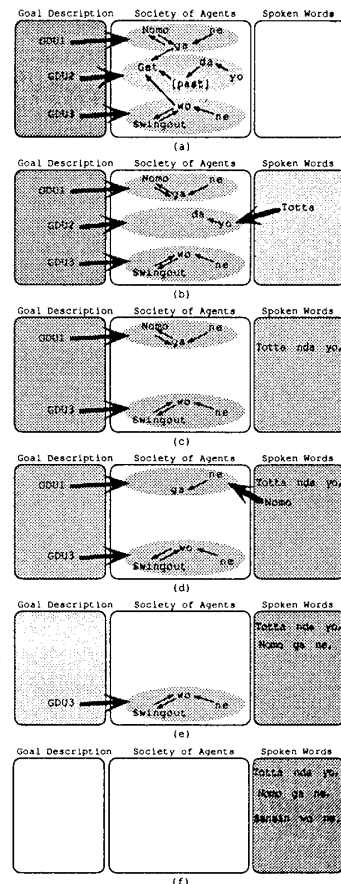 Goal Description Society of Agents Spoken Words
GDU1 Nomo ga ne
GDU2 Get [past] da yo
GDU3 wo Swingout ne
(a)
Goal Description Society of Agents Spoken Words
GDU1 Nomo ga ne
GDU2 da yo Totta
GDU3 wo Swingout ne
(b)
Goal Description Society of Agents Spoken Words
GDU1 Nomo ga ne
Totta nda yo,
GDU3 wo Swingout ne
(c)
Goal Description Society of Agents Spoken Words
GDU1 ga ne Totta nda yo,
Nomo
GDU3 wo Swingout ne
(d)
Goal Description Society of Agents Spoken Words
Totta nda yo,
Nomo ga ne,
GDU3 wo Swingout ne
(e)
Goal Description Society of Agents Spoken Words
Totta nda yo,
Nomo ga ne,
Sansin wo ne,
(f)